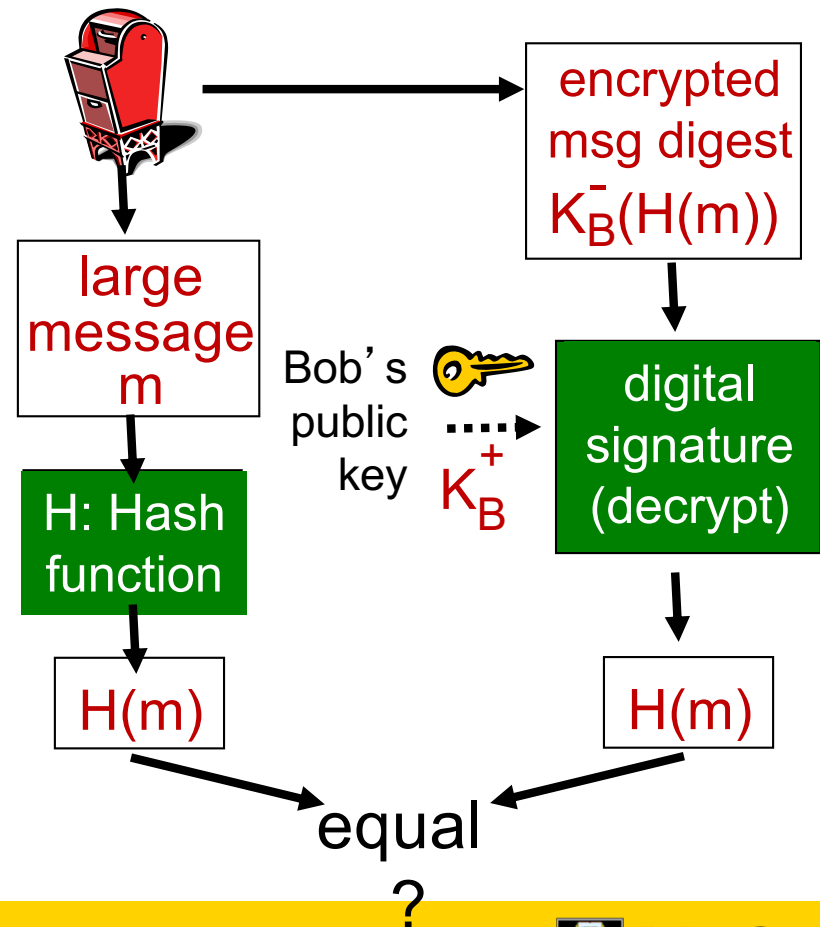 encrypted
msg digest
K_B^-(H(m))
large
message
m
Bob's
public
key
K_B^+
digital
signature
(decrypt)
H: Hash
function
H(m)
H(m)
equal
?